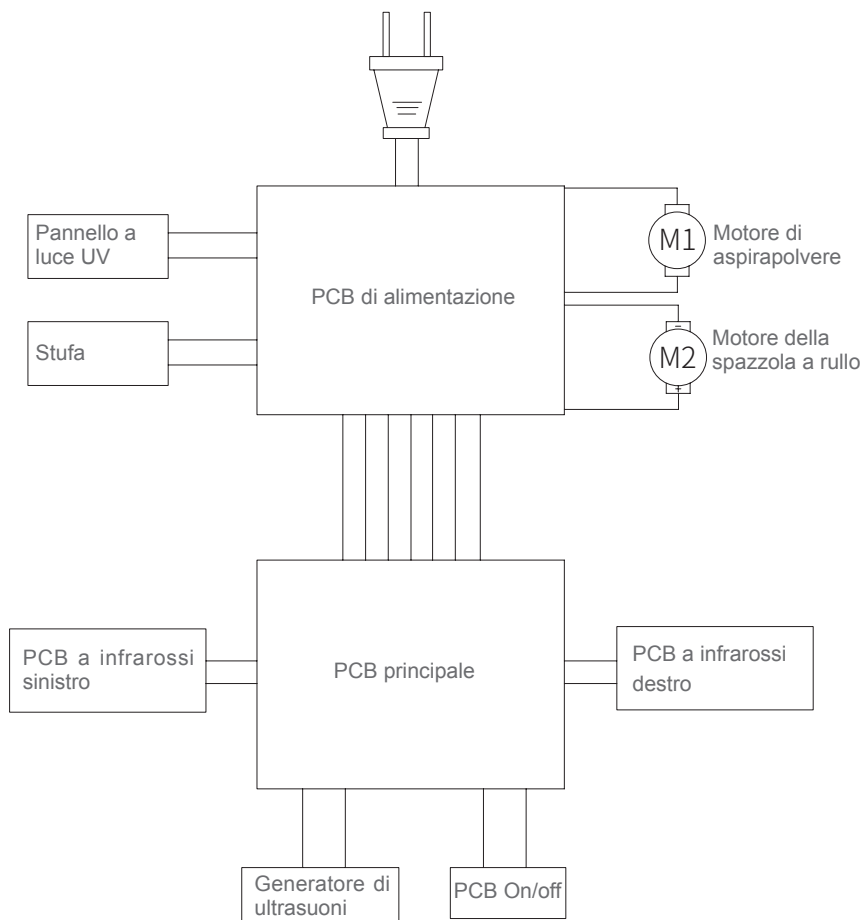 Pannello a
luce UV
PCB di alimentazione
M1
Motore di
aspirapolvere
Stufa
−
M2
+
Motore della
spazzola a rullo
PCB a infrarossi
sinistro
PCB principale
PCB a infrarossi
destro
Generatore di
ultrasuoni
PCB On/off